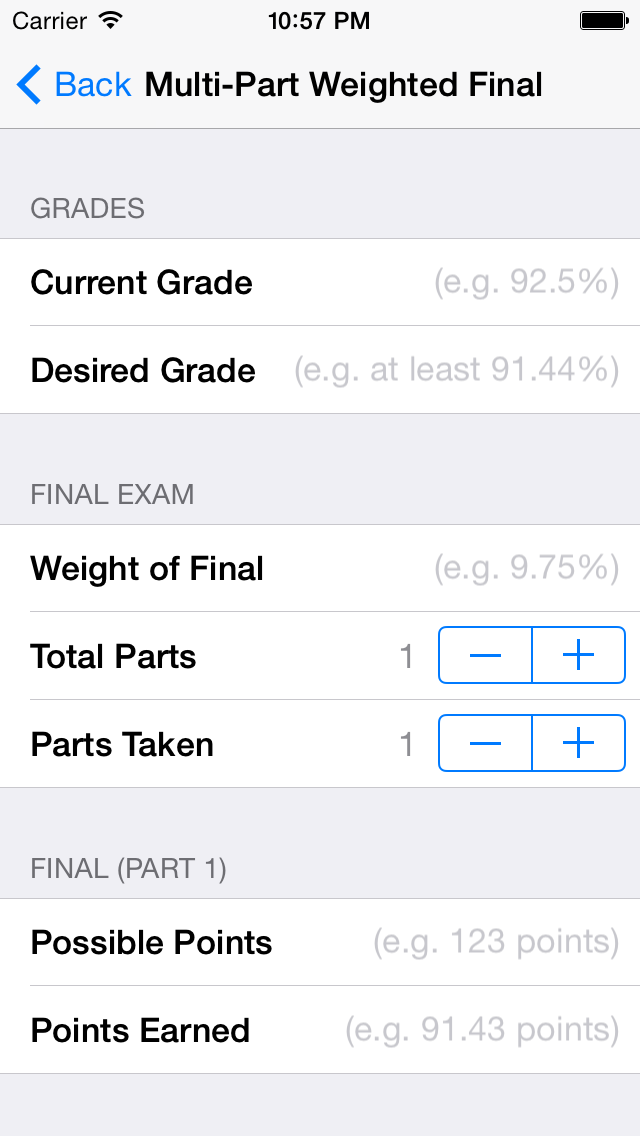 Carrier 10:57 PM
Back Multi-Part Weighted Final
GRADES
Current Grade (e.g. 92.5%)
Desired Grade (e.g. at least 91.44%)
FINAL EXAM
Weight of Final (e.g. 9.75%)
Total Parts 1 − +
Parts Taken 1 − +
FINAL (PART 1)
Possible Points (e.g. 123 points)
Points Earned (e.g. 91.43 points)